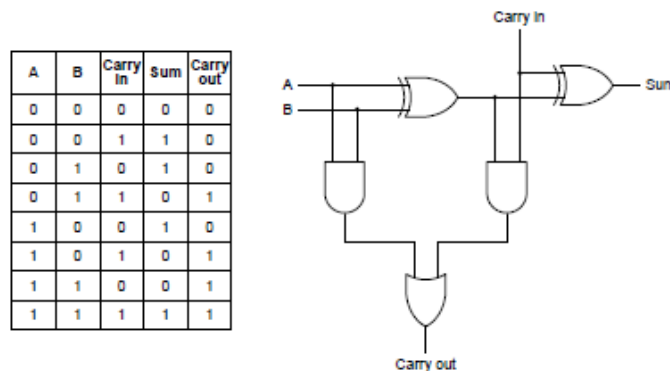 A B Carry In Sum Carry out
0 0 0 0 0
0 0 1 1 0
0 1 0 1 0
0 1 1 0 1
1 0 0 1 0
1 0 1 0 1
1 1 0 0 1
1 1 1 1 1
Carry in
A
B
Sum
Carry out